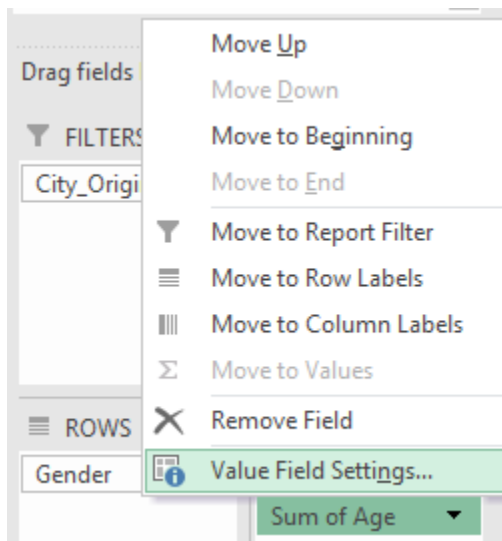 Move Up
Drag fields
Move Down
FILTERS
Move to Beginning
City_Origi
Move to End
Move to Report Filter
Move to Row Labels
Move to Column Labels
Move to Values
ROWS
Remove Field
Gender
Value Field Settings...
Sum of Age